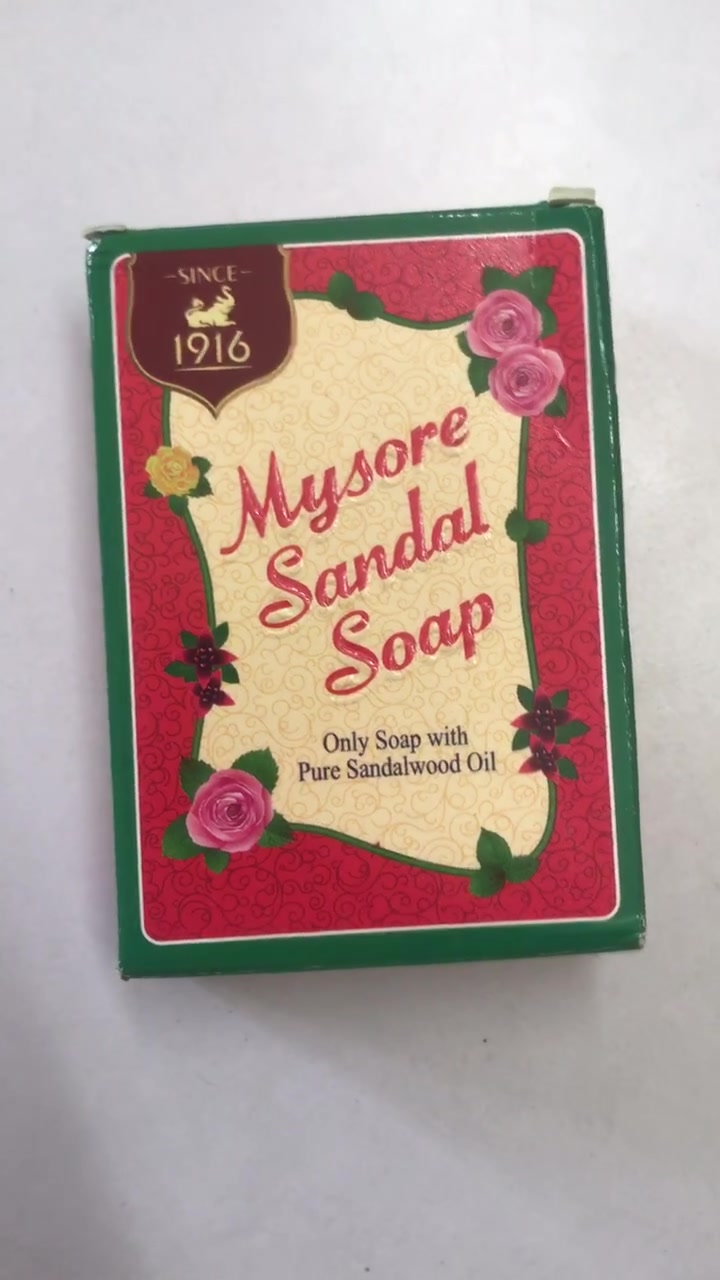 -SINCE-
1916
Mysore
Sandal
Soap
Only Soap with
Pure Sandalwood Oil